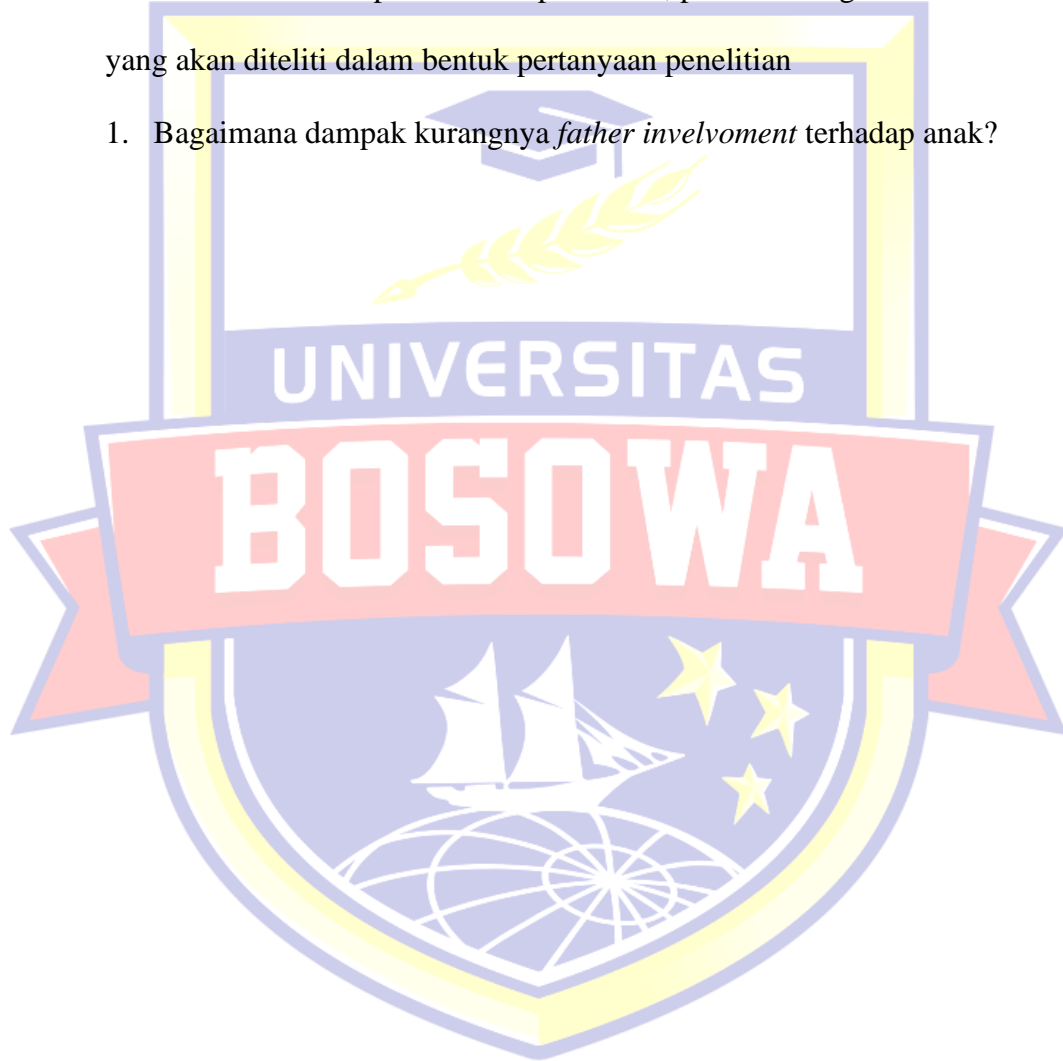 yang akan diteliti dalam bentuk pertanyaan penelitian
1. Bagaimana dampak kurangnya father invelvoment terhadap anak?
UNIVERSITAS
BOSOWA